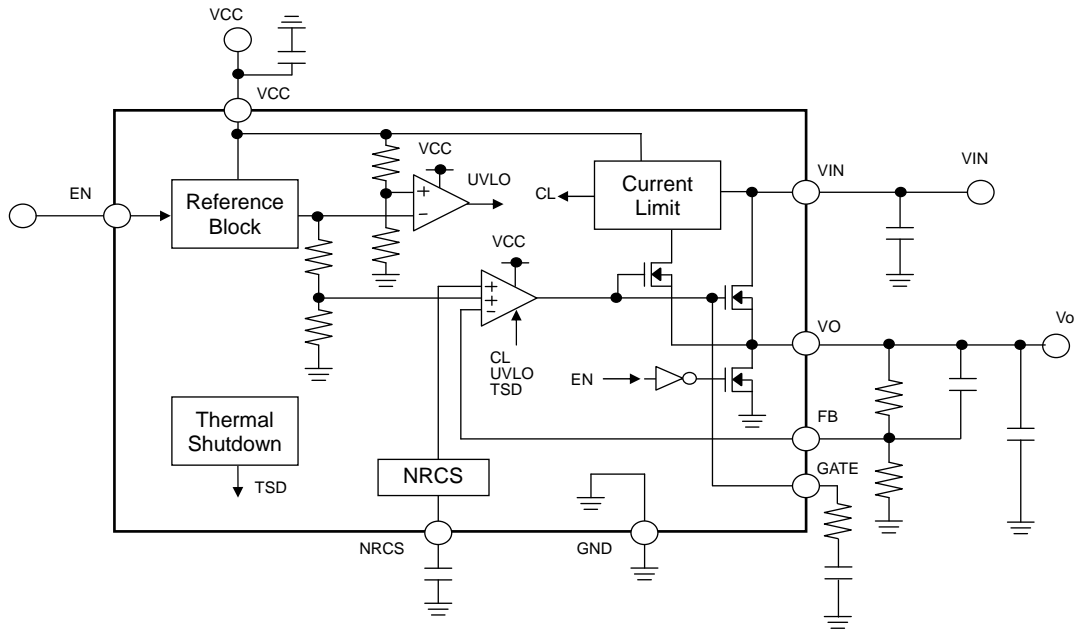 VCC
VCC
VCC
UVLO
EN
Reference
Block
+
−
CL
Current
Limit
VIN
VIN
VCC
+
+
−
CL
UVLO
TSD
EN
VO
Vo
Thermal
Shutdown
TSD
FB
GATE
NRCS
NRCS
GND